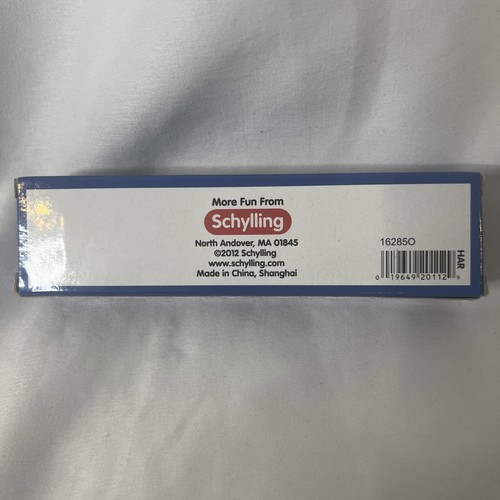 More Fun From
Schylling
North Andover, MA 01845
©2012 Schylling
www.schylling.com
Made in China, Shanghai
16285O
HAR
0 19649 20112 9